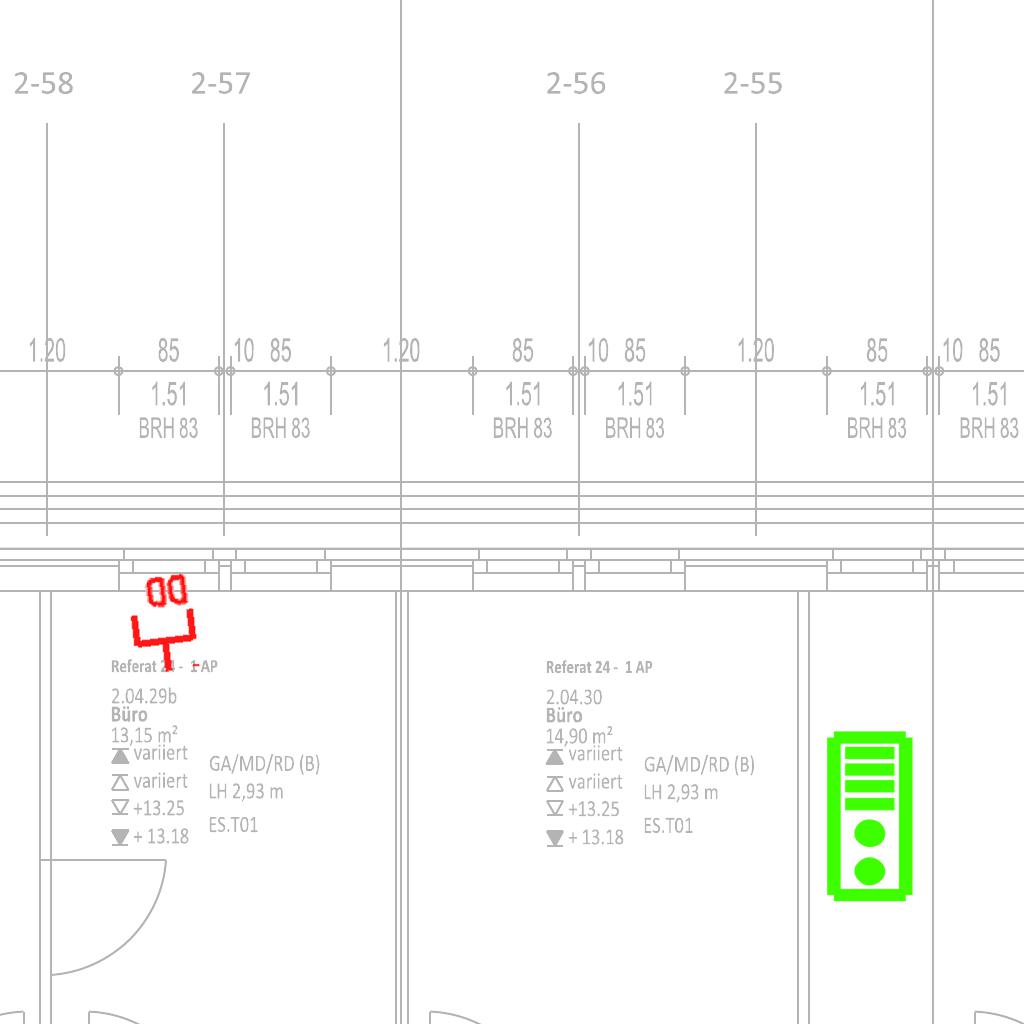 2-58 2-57 2-56 2-55
1.20 85 10 85 1.20 85 10 85 1.20 85 10 85
1.51 1.51 1.51 1.51 1.51 1.51
BRH 83 BRH 83 BRH 83 BRH 83 BRH 83 BRH 83
00
Referat 24 - 1 AP
2.04.29b
Büro
13,15 m²
variiert
variiert
+13.25
+ 13.18
GA/MD/RD (B)
LH 2,93 m
ES.T01
Referat 24 - 1 AP
2.04.30
Büro
14,90 m²
variiert
variiert
+13.25
+ 13.18
GA/MD/RD (B)
LH 2,93 m
ES.T01